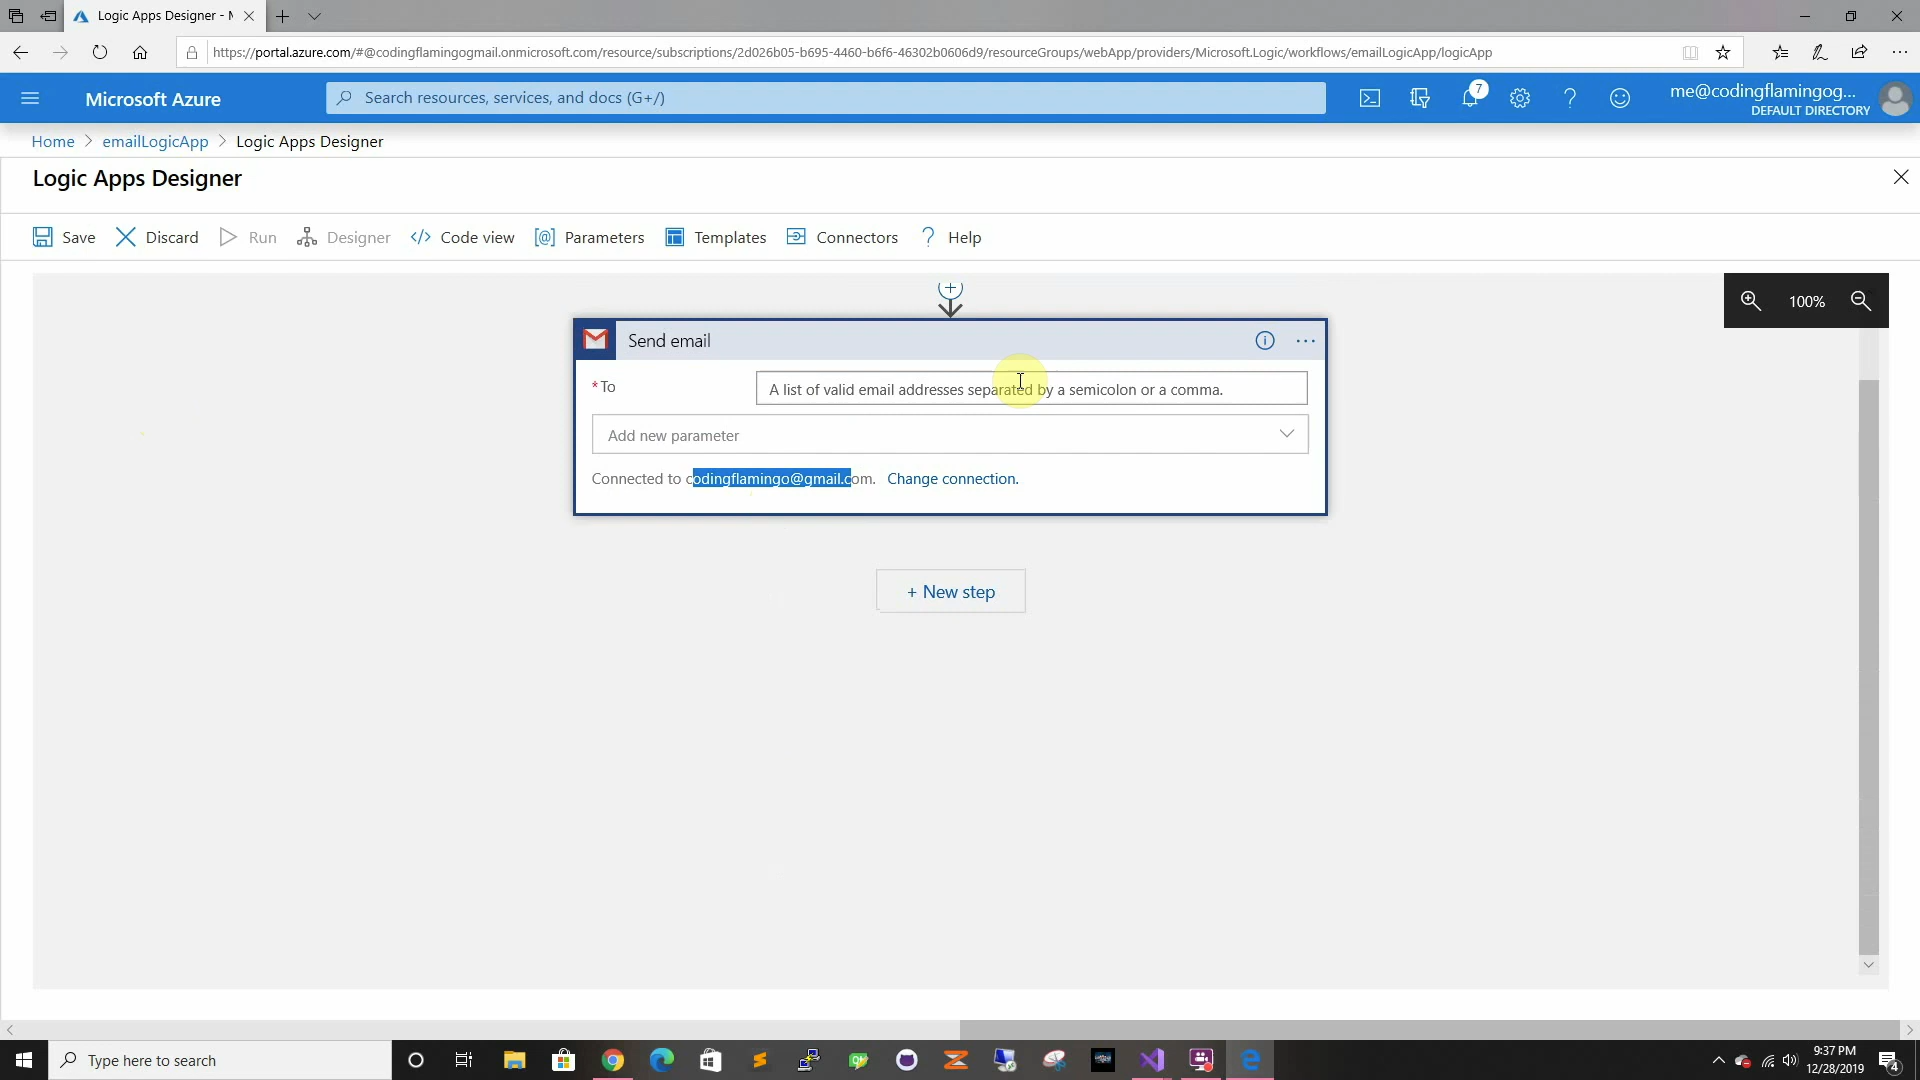 Logic Apps Designer - M
https://portal.azure.com/#@codingflamingogmail.onmicrosoft.com/resource/subscriptions/2d026b05-b695-4460-b6f6-46302b0606d9/resourceGroups/webApp/providers/Microsoft.Logic/workflows/emailLogicApp/logicApp
Microsoft Azure
Search resources, services, and docs (G+/)
7
me@codingflamingog...
DEFAULT DIRECTORY
Home > emailLogicApp > Logic Apps Designer
Logic Apps Designer
Save Discard Run Designer Code view Parameters Templates Connectors Help
100%
Send email
* To
A list of valid email addresses separated by a semicolon or a comma.
Add new parameter
Connected to codingflamingo@gmail.com. Change connection.
+ New step
Type here to search
9:37 PM
12/28/2019
4